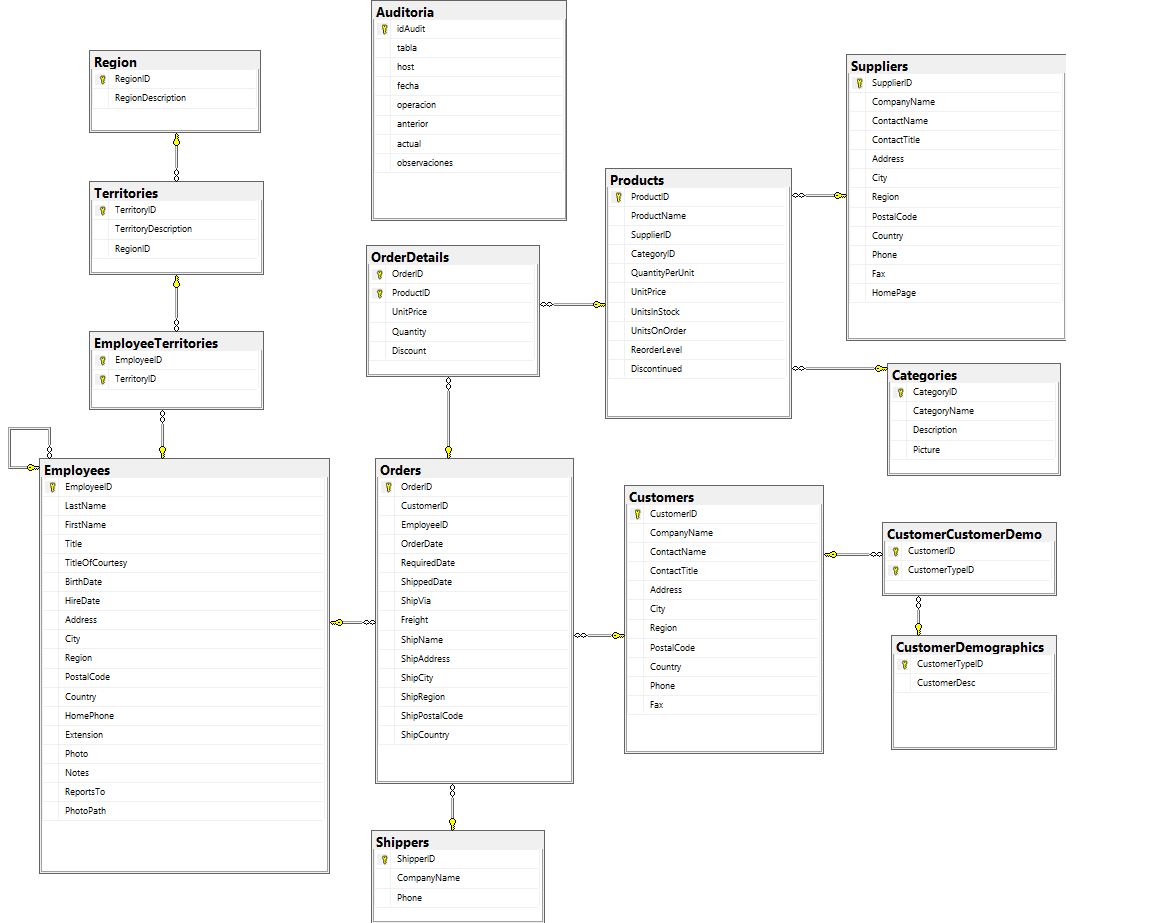 Auditoria
idAudit
tabla
host
fecha
operacion
anterior
actual
observaciones
Region
RegionID
RegionDescription
Suppliers
SupplierID
CompanyName
ContactName
ContactTitle
Address
City
Region
PostalCode
Country
Phone
Fax
HomePage
Territories
TerritoryID
TerritoryDescription
RegionID
Products
ProductID
ProductName
SupplierID
CategoryID
QuantityPerUnit
UnitPrice
UnitsInStock
UnitsOnOrder
ReorderLevel
Discontinued
OrderDetails
OrderID
ProductID
UnitPrice
Quantity
Discount
EmployeeTerritories
EmployeeID
TerritoryID
Categories
CategoryID
CategoryName
Description
Picture
Employees
EmployeeID
LastName
FirstName
Title
TitleOfCourtesy
BirthDate
HireDate
Address
City
Region
PostalCode
Country
HomePhone
Extension
Photo
Notes
ReportsTo
PhotoPath
Orders
OrderID
CustomerID
EmployeeID
OrderDate
RequiredDate
ShippedDate
ShipVia
Freight
ShipName
ShipAddress
ShipCity
ShipRegion
ShipPostalCode
ShipCountry
Customers
CustomerID
CompanyName
ContactName
ContactTitle
Address
City
Region
PostalCode
Country
Phone
Fax
CustomerCustomerDemo
CustomerID
CustomerTypeID
CustomerDemographics
CustomerTypeID
CustomerDesc
Shippers
ShipperID
CompanyName
Phone